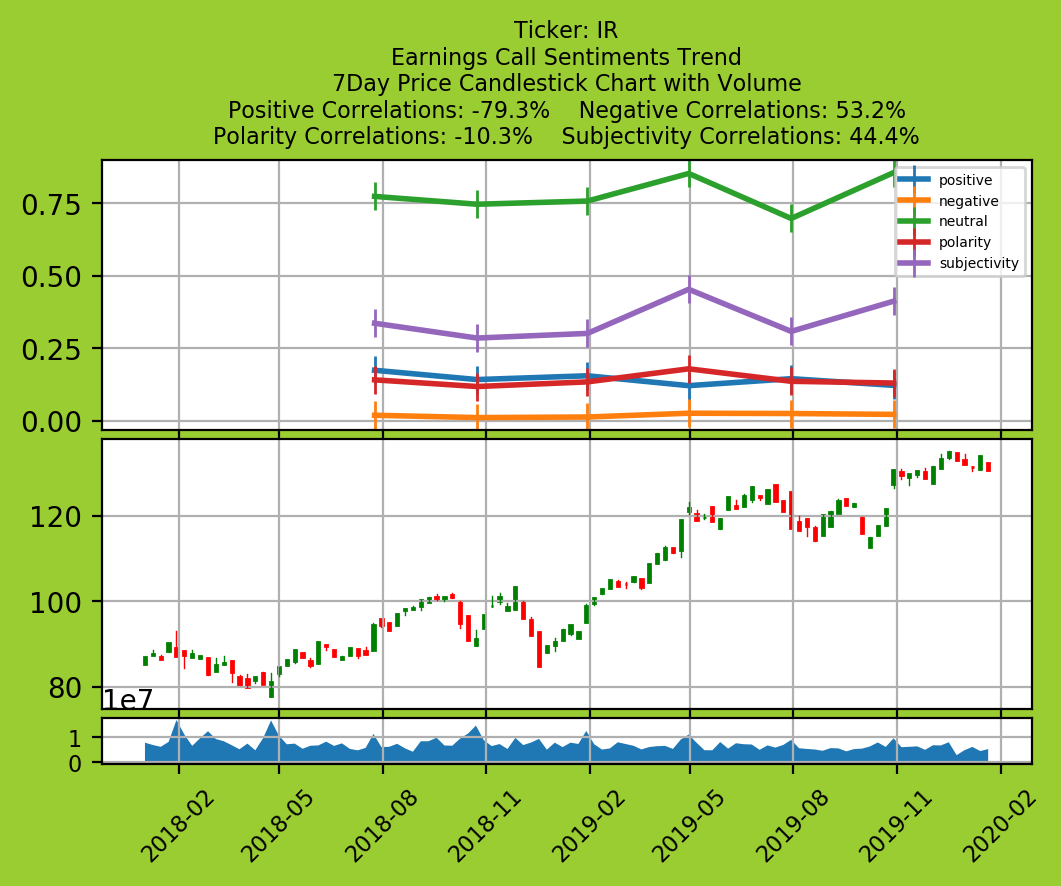 Ticker: IR
Earnings Call Sentiments Trend
7Day Price Candlestick Chart with Volume
Positive Correlations: -79.3%    Negative Correlations: 53.2%
Polarity Correlations: -10.3%    Subjectivity Correlations: 44.4%
0.75
0.50
0.25
0.00
positive
negative
neutral
polarity
subjectivity
120
100
80
1e7
1
0
2018-02
2018-05
2018-08
2018-11
2019-02
2019-05
2019-08
2019-11
2020-02